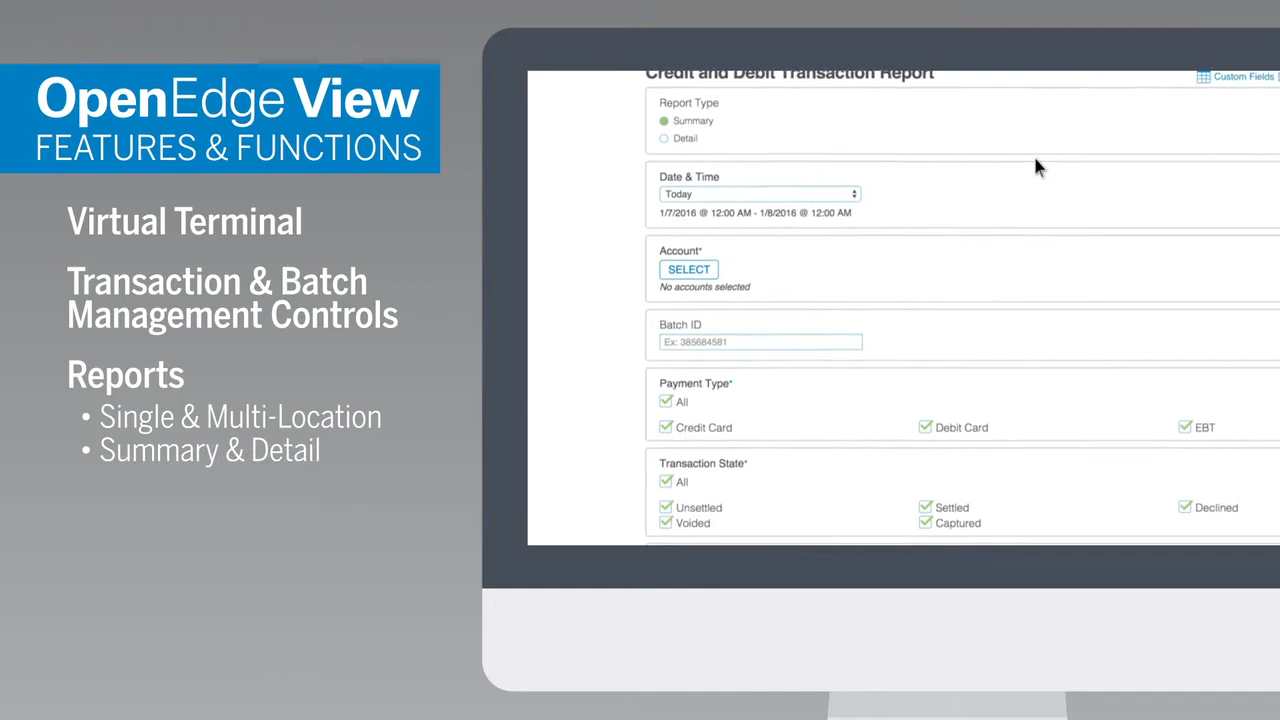 OpenEdge View
FEATURES & FUNCTIONS
Virtual Terminal
Transaction & Batch
Management Controls
Reports
• Single & Multi-Location
• Summary & Detail
Credit and Debit Transaction Report
Custom Fields
Report Type
Summary
Detail
Date & Time
Today
1/7/2016 @ 12:00 AM - 1/8/2016 @ 12:00 AM
Account*
SELECT
No accounts selected
Batch ID
Ex: 385684581
Payment Type*
All
Credit Card Debit Card EBT
Transaction State*
All
Unsettled Settled Declined
Voided Captured